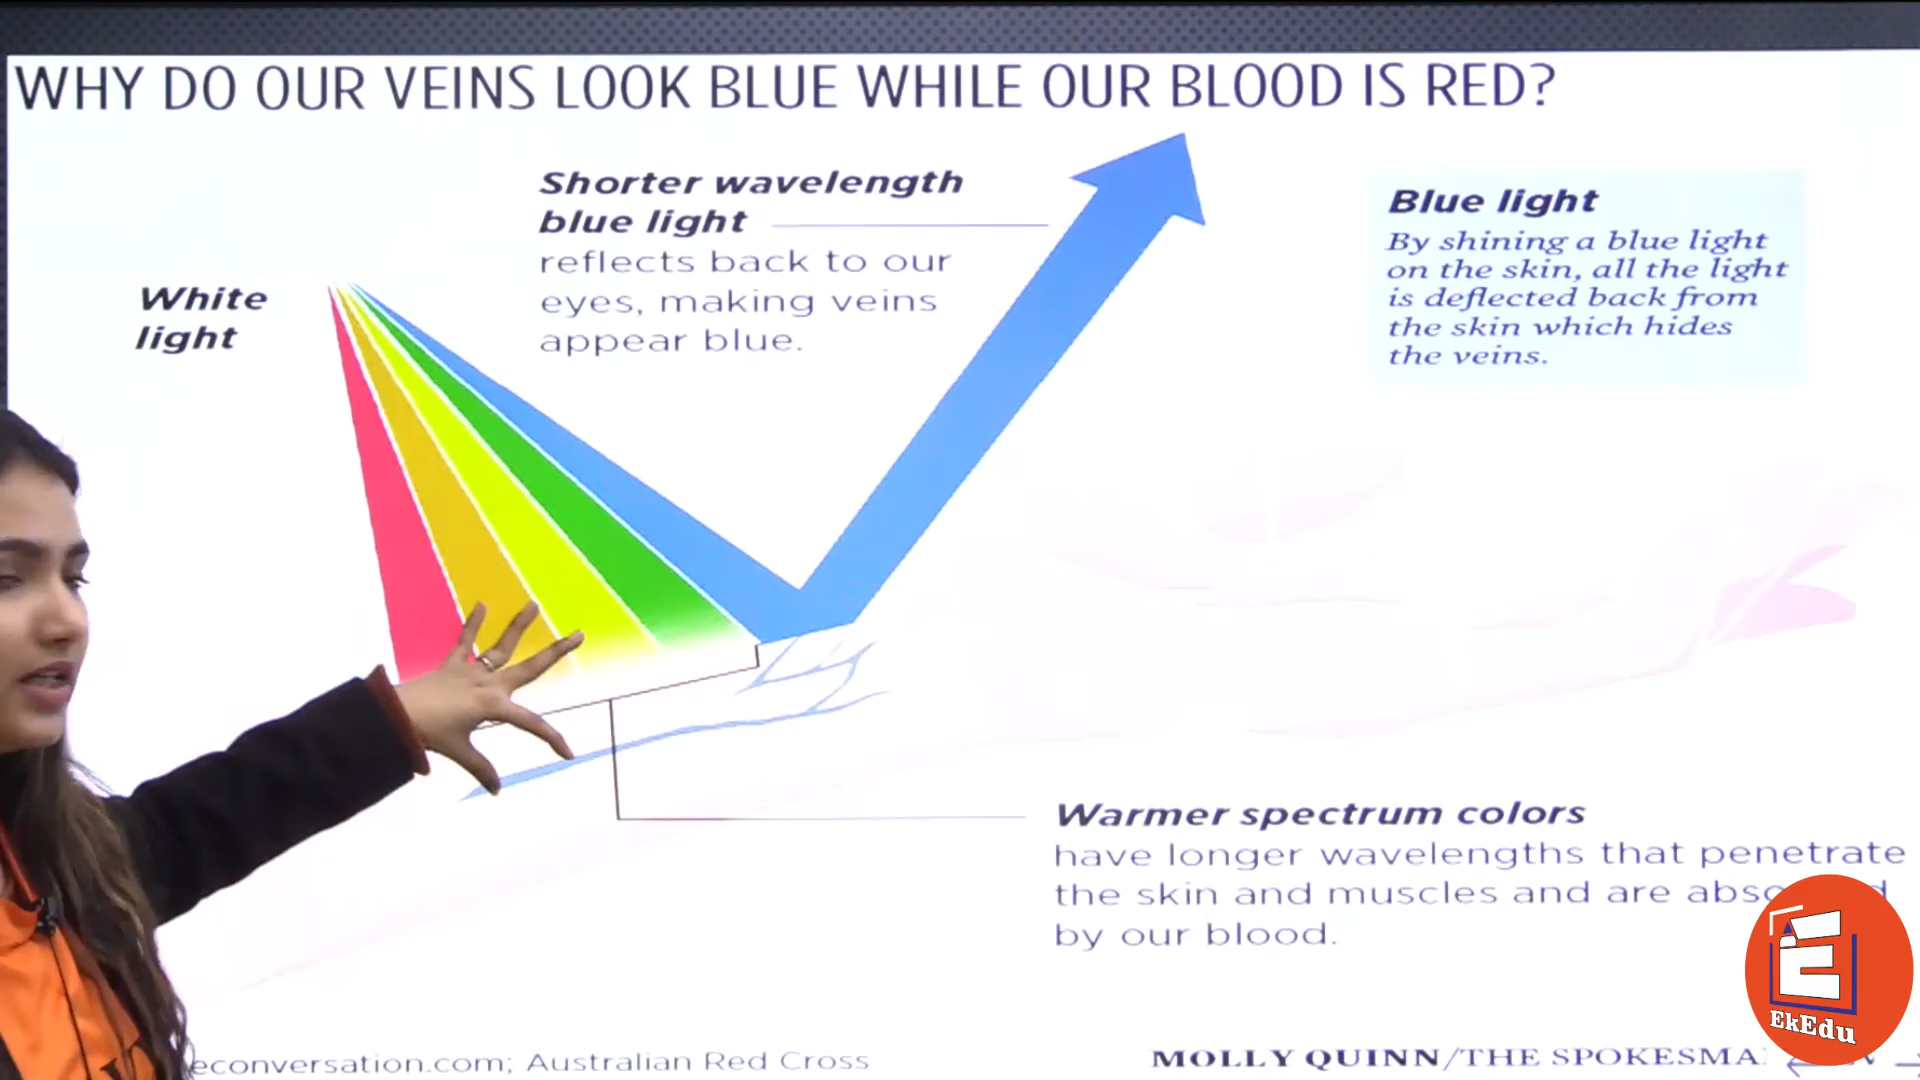 WHY DO OUR VEINS LOOK BLUE WHILE OUR BLOOD IS RED?
White
light
Shorter wavelength
blue light
reflects back to our
eyes, making veins
appear blue.
Blue light
By shining a blue light
on the skin, all the light
is deflected back from
the skin which hides
the veins.
Warmer spectrum colors
have longer wavelengths that penetrate
the skin and muscles and are
by our blood.
EkEdu
econversation.com; Australian Red Cross
MOLLY QUINN/THE